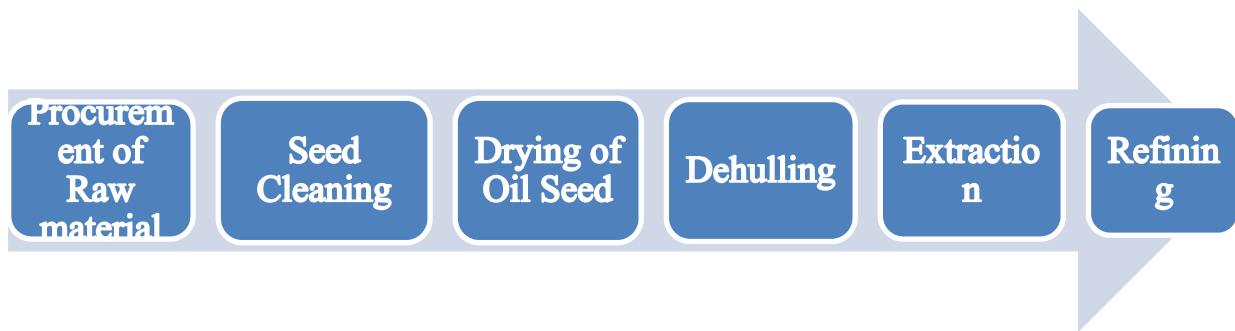 Procurem
ent of
Raw
material
Seed
Cleaning
Drying of
Oil Seed
Dehulling
Extractio
n
Refinin
g